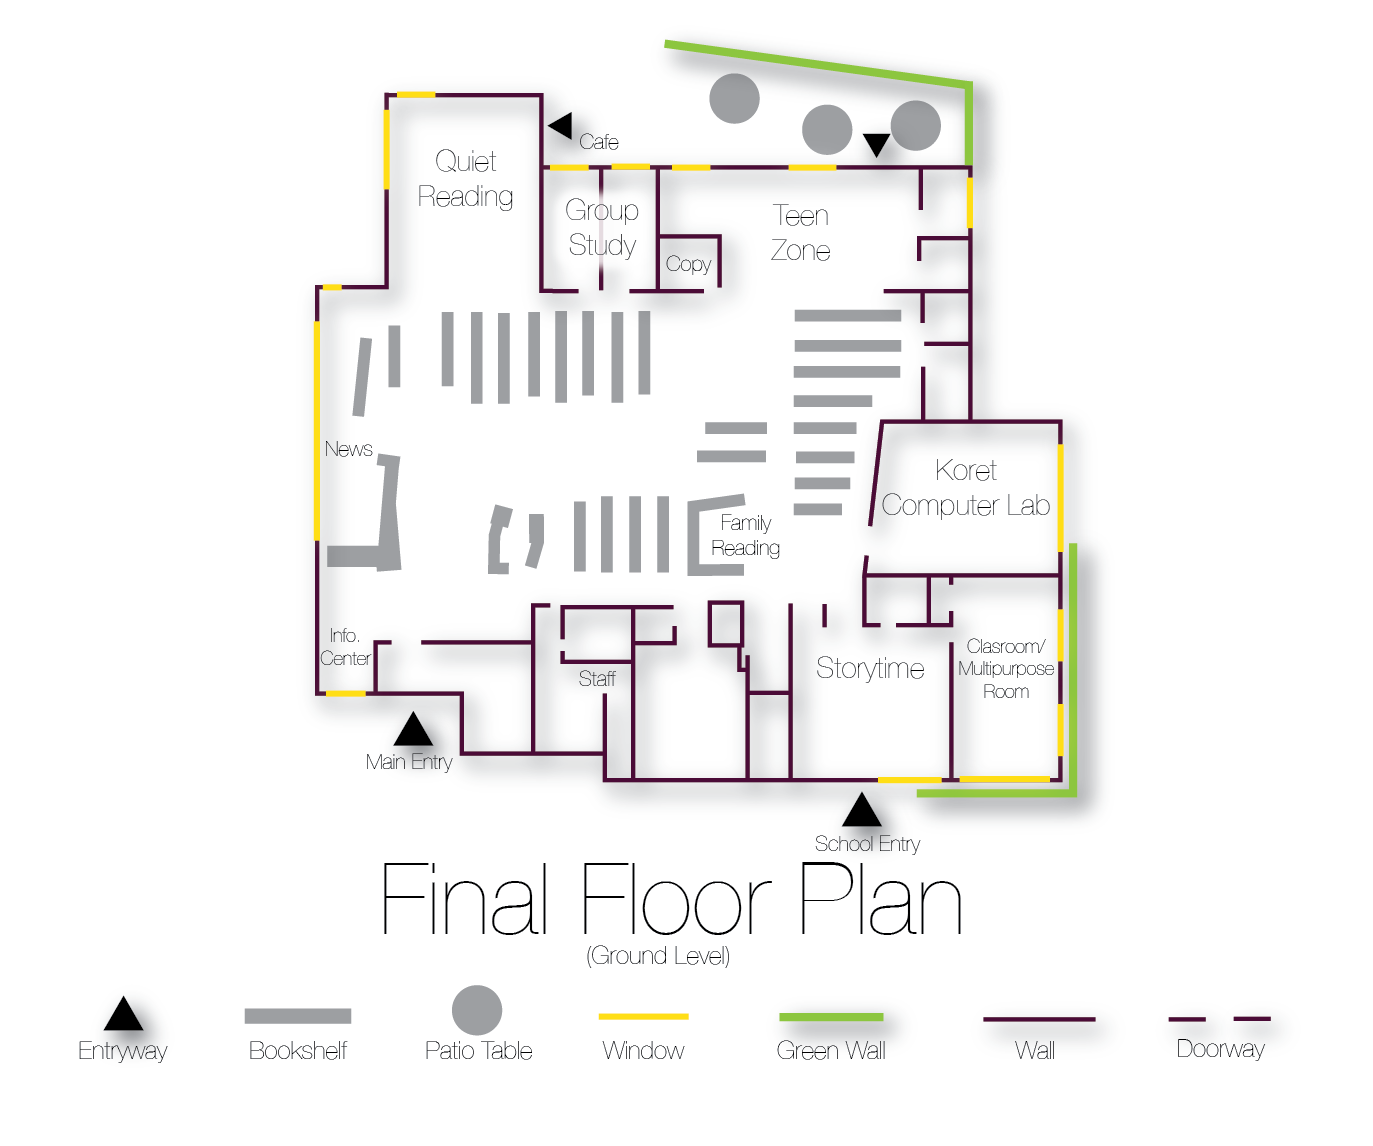 Cafe
Quiet
Reading
Group
Study
Teen
Zone
Copy
News
Koret
Computer Lab
Family
Reading
Info.
Center
Staff
Storytime
Clasroom/
Multipurpose
Room
Main Entry
School Entry
Final Floor Plan
(Ground Level)
Entryway
Bookshelf
Patio Table
Window
Green Wall
Wall
Doorway